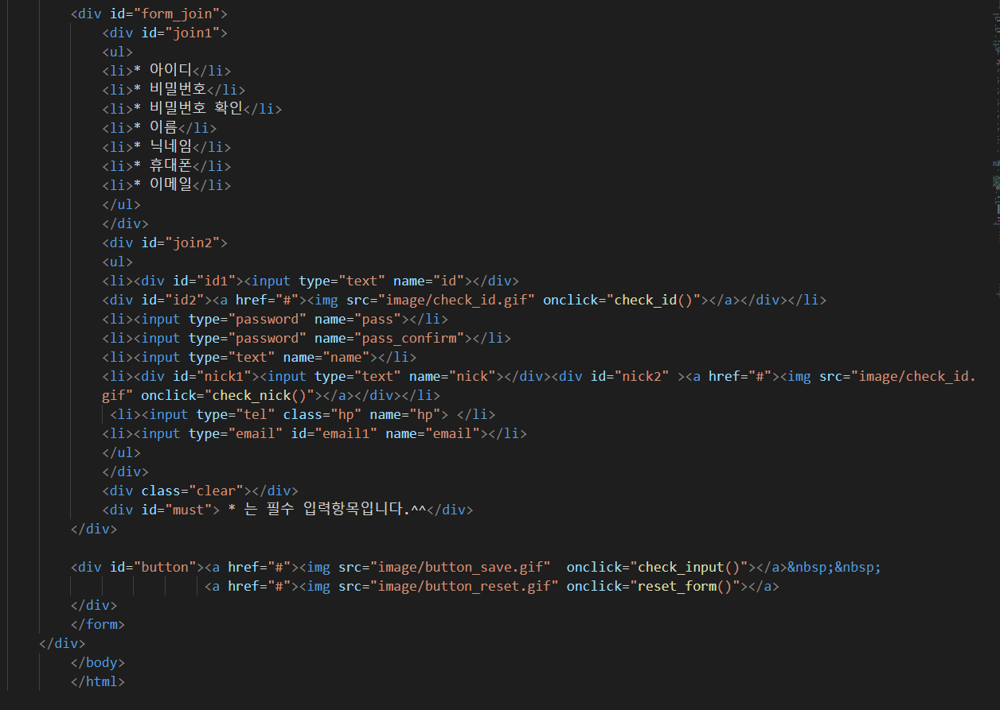 <div id="form_join">
<div id="join1">
<ul>
<li>* 아이디</li>
<li>* 비밀번호</li>
<li>* 비밀번호 확인</li>
<li>* 이름</li>
<li>* 닉네임</li>
<li>* 휴대폰</li>
<li>* 이메일</li>
</ul>
</div>
<div id="join2">
<ul>
<li><div id="id1"><input type="text" name="id"></div>
<div id="id2"><a href="#"><img src="image/check_id.gif" onclick="check_id()"></a></div></li>
<li><input type="password" name="pass"></li>
<li><input type="password" name="pass_confirm"></li>
<li><input type="text" name="name"></li>
<li><div id="nick1"><input type="text" name="nick"></div><div id="nick2" ><a href="#"><img src="image/check_id.
gif" onclick="check_nick()"></a></div></li>
<li><input type="tel" class="hp" name="hp"> </li>
<li><input type="email" id="email1" name="email"></li>
</ul>
</div>
<div class="clear"></div>
<div id="must"> * 는 필수 입력항목입니다.^^</div>
</div>
<div id="button"><a href="#"><img src="image/button_save.gif"  onclick="check_input()"></a>&nbsp;&nbsp;
<a href="#"><img src="image/button_reset.gif" onclick="reset_form()"></a>
</div>
</form>
</div>
</body>
</html>